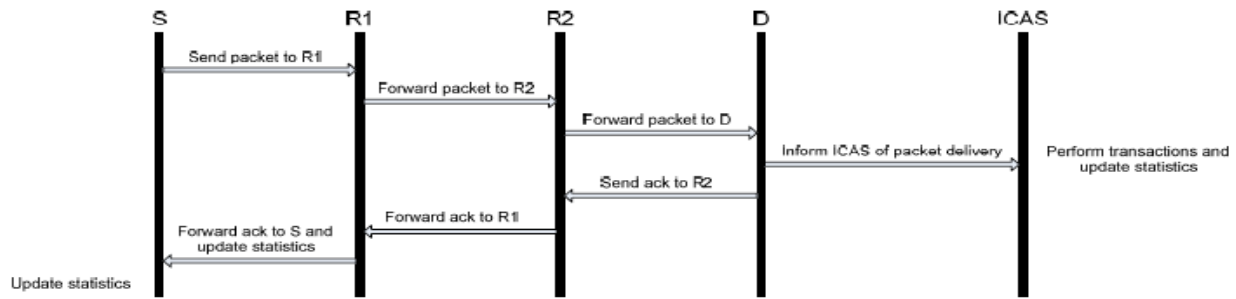 S R1 R2 D ICAS
Send packet to R1
Forward packet to R2
Forward packet to D
Inform ICAS of packet delivery
Perform transactions and
update statistics
Send ack to R2
Forward ack to R1
Forward ack to S and
update statistics
Update statistics